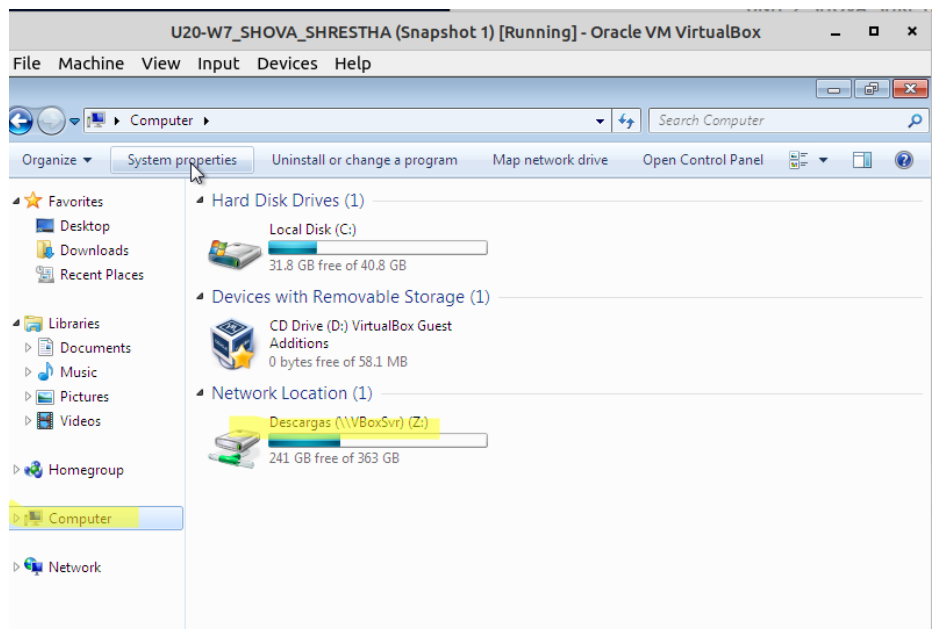 U20-W7_SHOVA_SHRESTHA (Snapshot 1) [Running] - Oracle VM VirtualBox
File Machine View Input Devices Help
Computer
Search Computer
Organize System properties Uninstall or change a program Map network drive Open Control Panel
Favorites
Desktop
Downloads
Recent Places
Libraries
Documents
Music
Pictures
Videos
Homegroup
Computer
Network
Hard Disk Drives (1)
Local Disk (C:)
31.8 GB free of 40.8 GB
Devices with Removable Storage (1)
CD Drive (D:) VirtualBox Guest
Additions
0 bytes free of 58.1 MB
Network Location (1)
Descargas (\\VBoxSvr) (Z:)
241 GB free of 363 GB